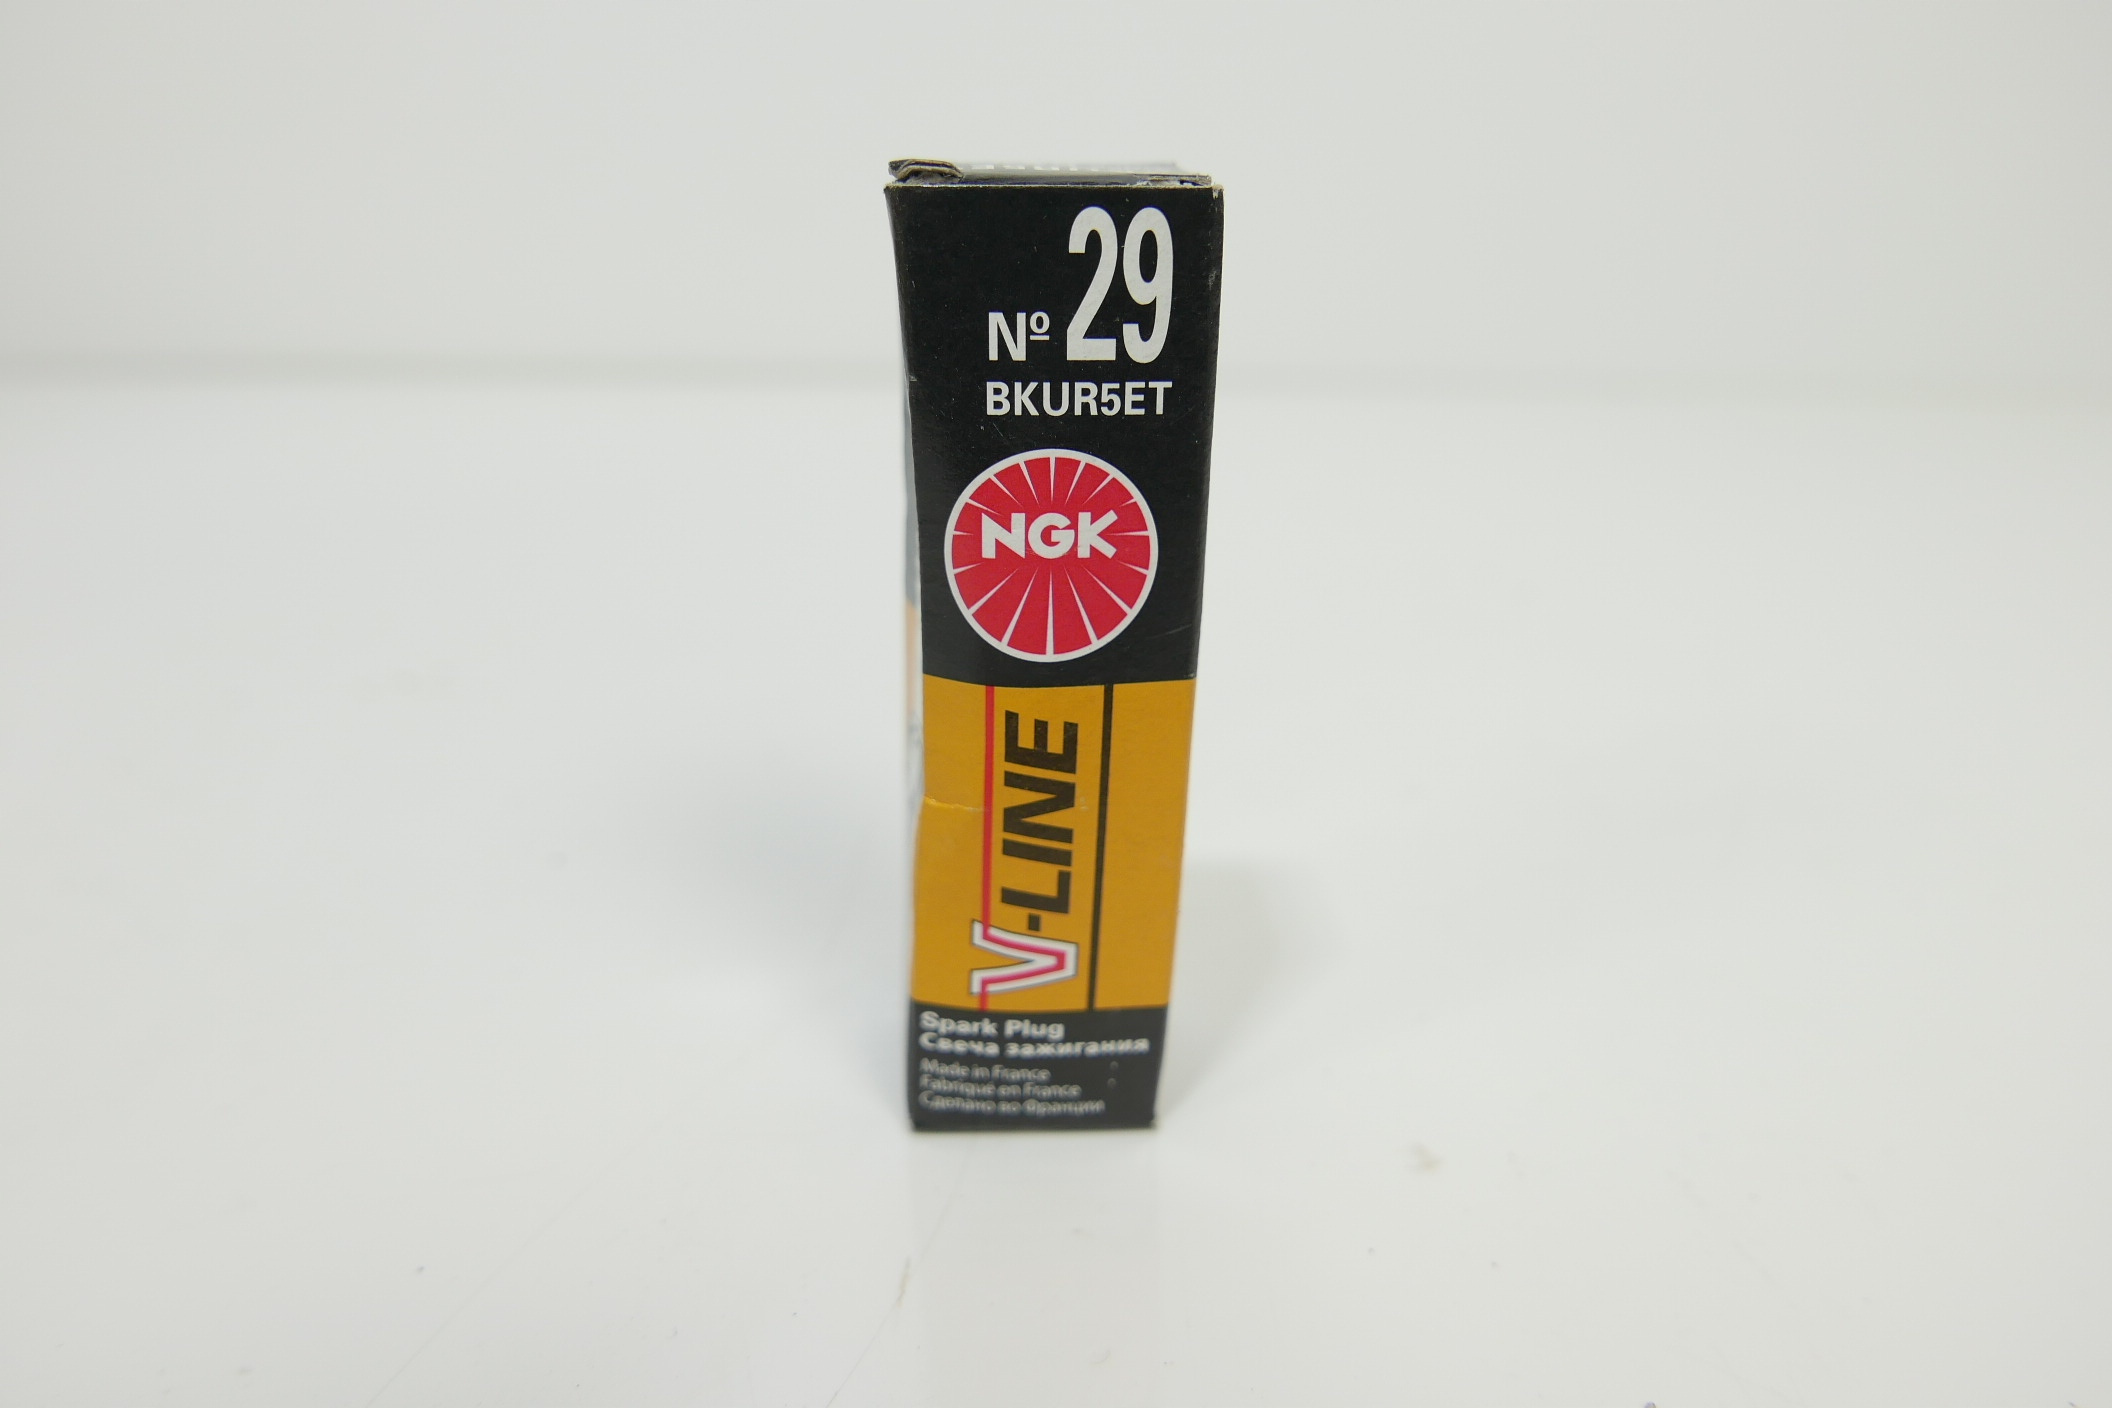 Nº 29
BKUR5ET
NGK
V-LINE
Spark Plug
Свеча зажигания
Made in France
Fabriqué en France
Сделано во Франции